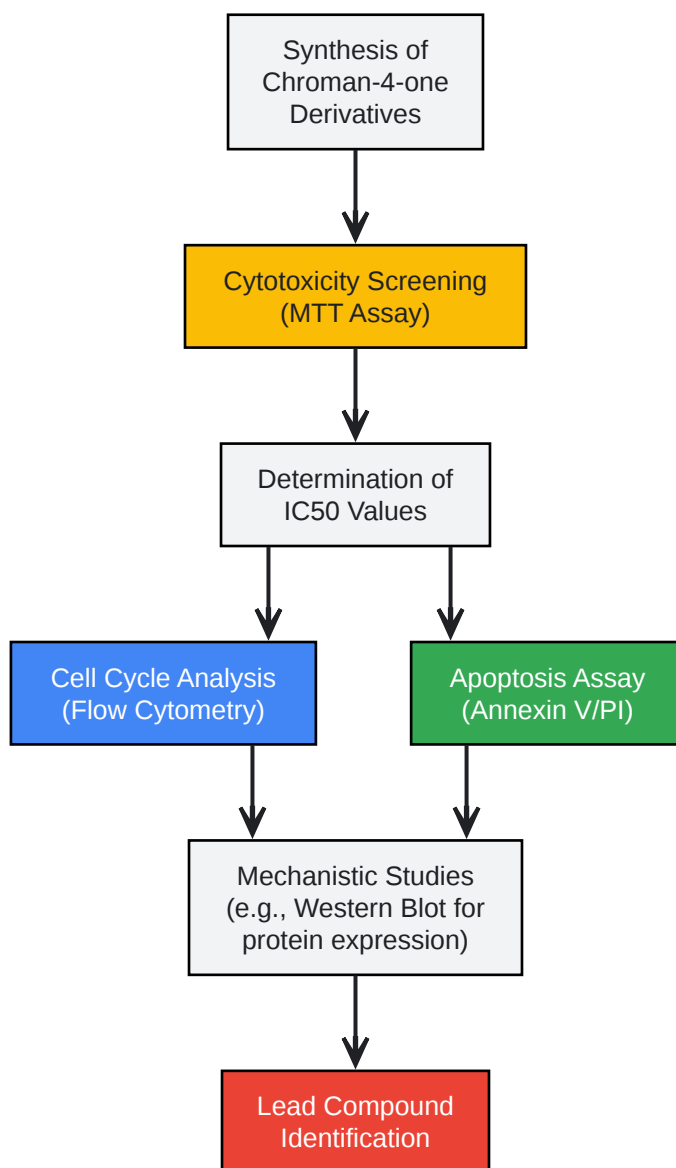 Synthesis of
Chroman-4-one
Derivatives
Cytotoxicity Screening
(MTT Assay)
Determination of
IC50 Values
Cell Cycle Analysis
(Flow Cytometry)
Apoptosis Assay
(Annexin V/PI)
Mechanistic Studies
(e.g., Western Blot for
protein expression)
Lead Compound
Identification